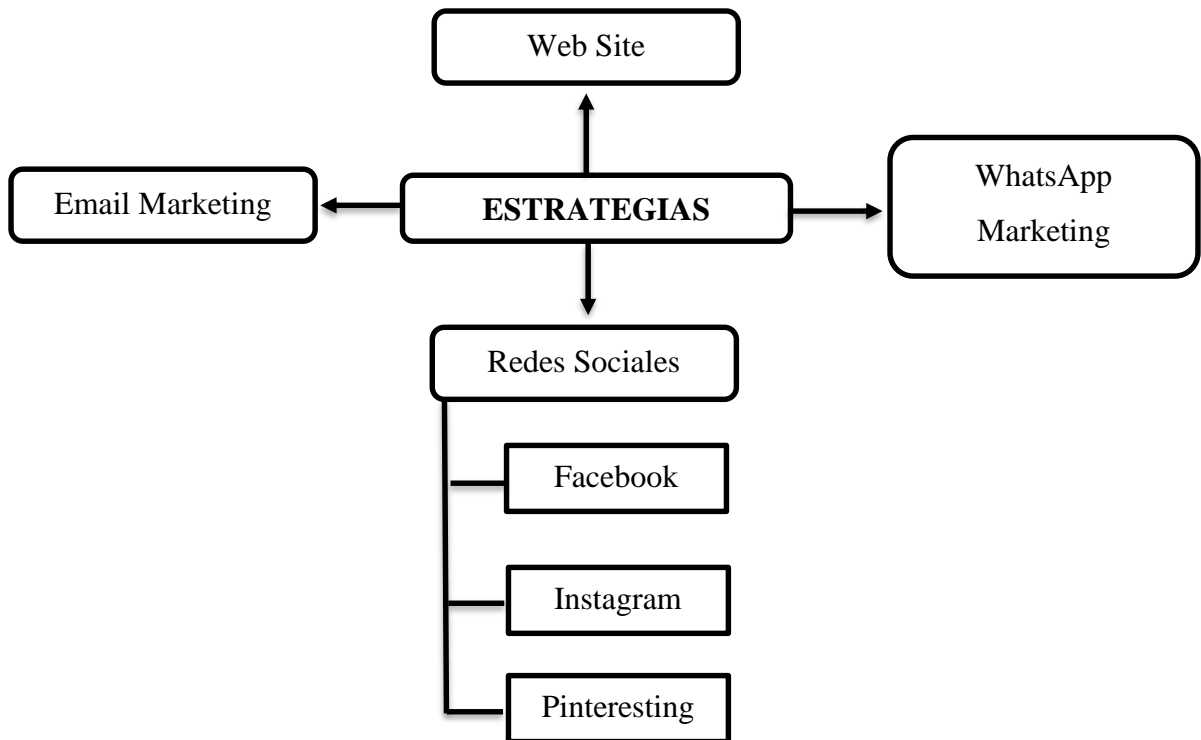 Web Site
Email Marketing
ESTRATEGIAS
WhatsApp
Marketing
Redes Sociales
Facebook
Instagram
Pinteresting